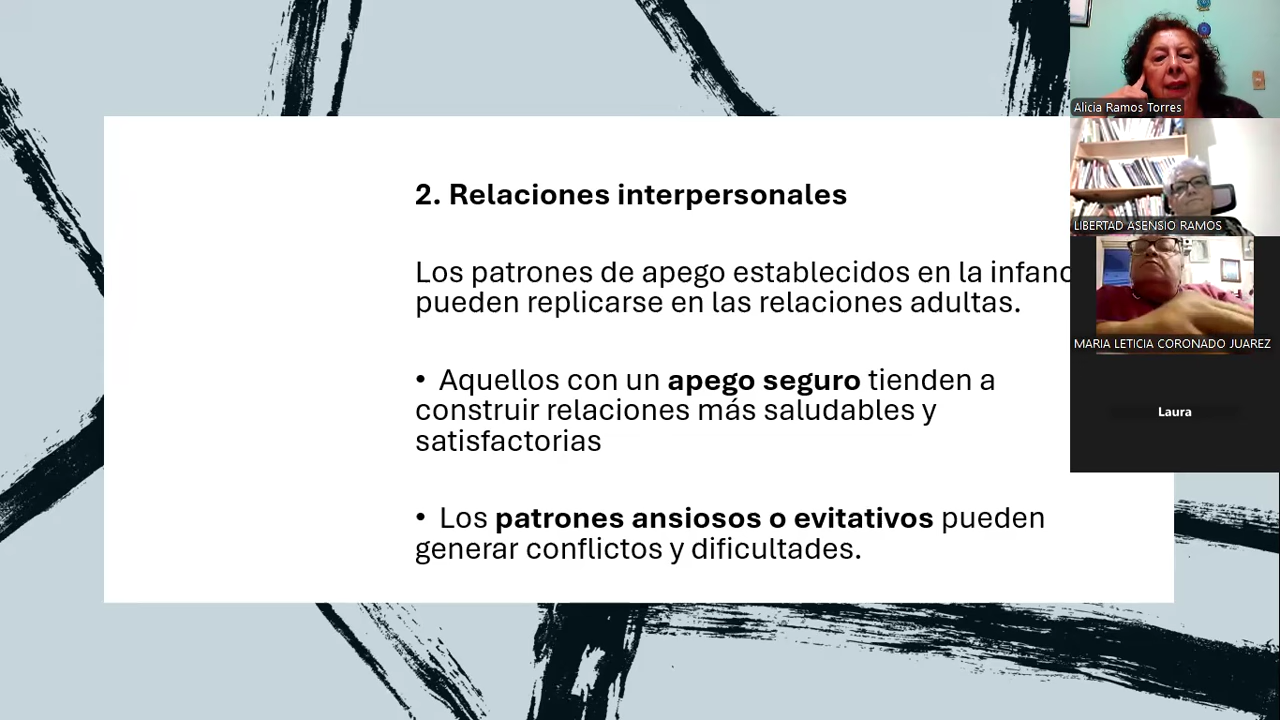 2. Relaciones interpersonales
Los patrones de apego establecidos en la infanc
pueden replicarse en las relaciones adultas.
• Aquellos con un apego seguro tienden a
construir relaciones más saludables y
satisfactorias
• Los patrones ansiosos o evitativos pueden
generar conflictos y dificultades.
Alicia Ramos Torres
LIBERTAD ASENSIO RAMOS
MARIA LETICIA CORONADO JUAREZ
Laura